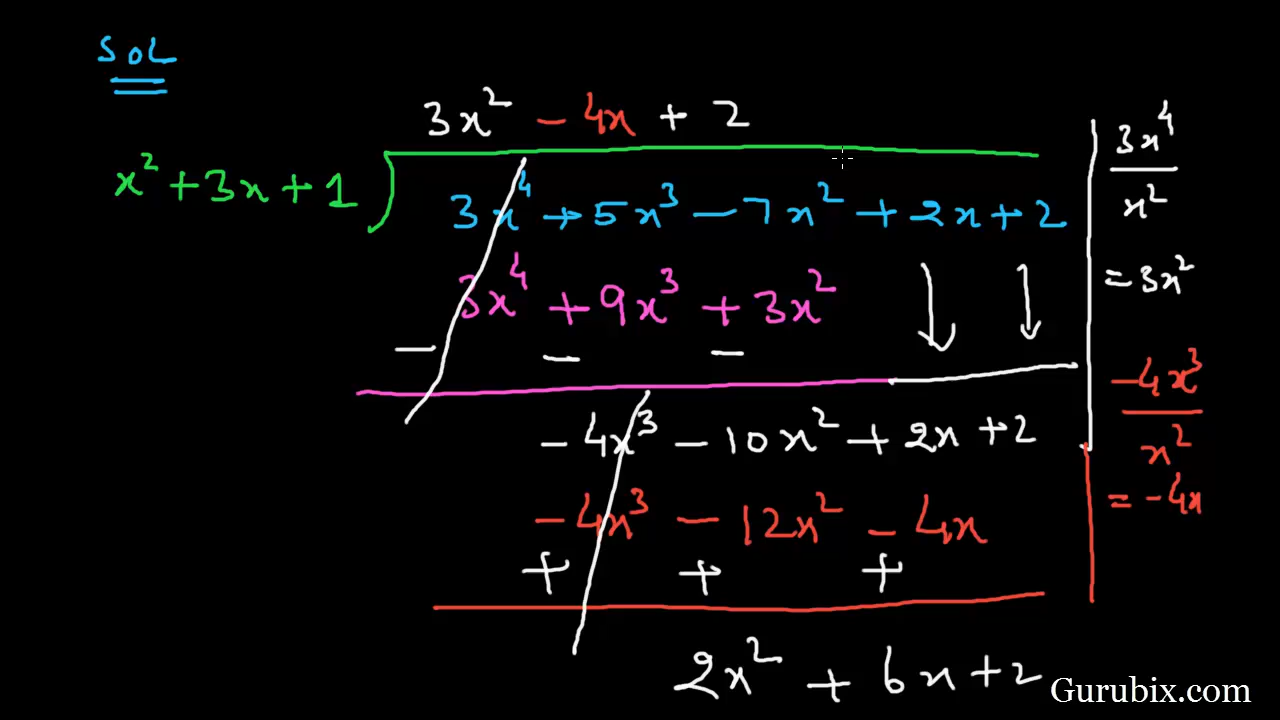 SOL
3x² - 4x + 2
x² + 3x + 1 ) 3x⁴ + 5x³ - 7x² + 2x + 2
3x⁴ + 9x³ + 3x²
- - -
- 4x³ - 10x² + 2x + 2
- 4x³ - 12x² - 4x
+ + +
2x² + 6x + 2
3x⁴
x²
= 3x²
-4x³
x²
= -4x
Gurubix.com